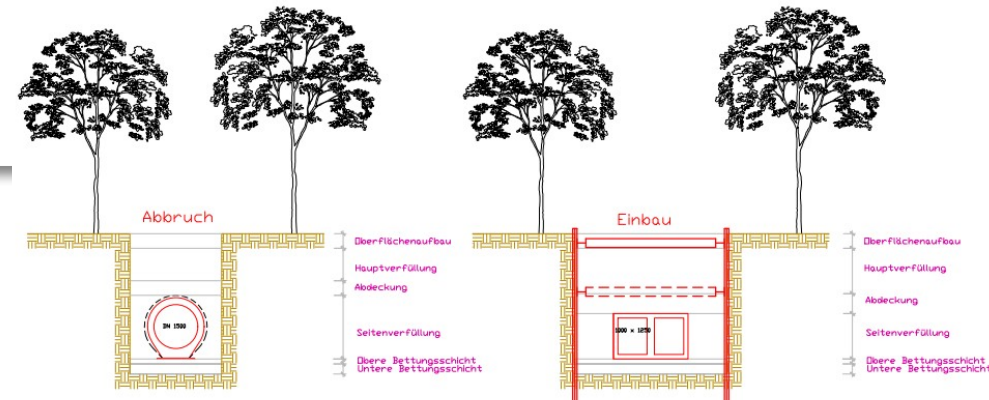 Abbruch
Oberflächenaufbau
Hauptverfüllung
Abdeckung
DN 1500
Seitenverfüllung
Obere Bettungsschicht
Untere Bettungsschicht
Einbau
Oberflächenaufbau
Hauptverfüllung
Abdeckung
x 1250
Seitenverfüllung
Obere Bettungsschicht
Untere Bettungsschicht